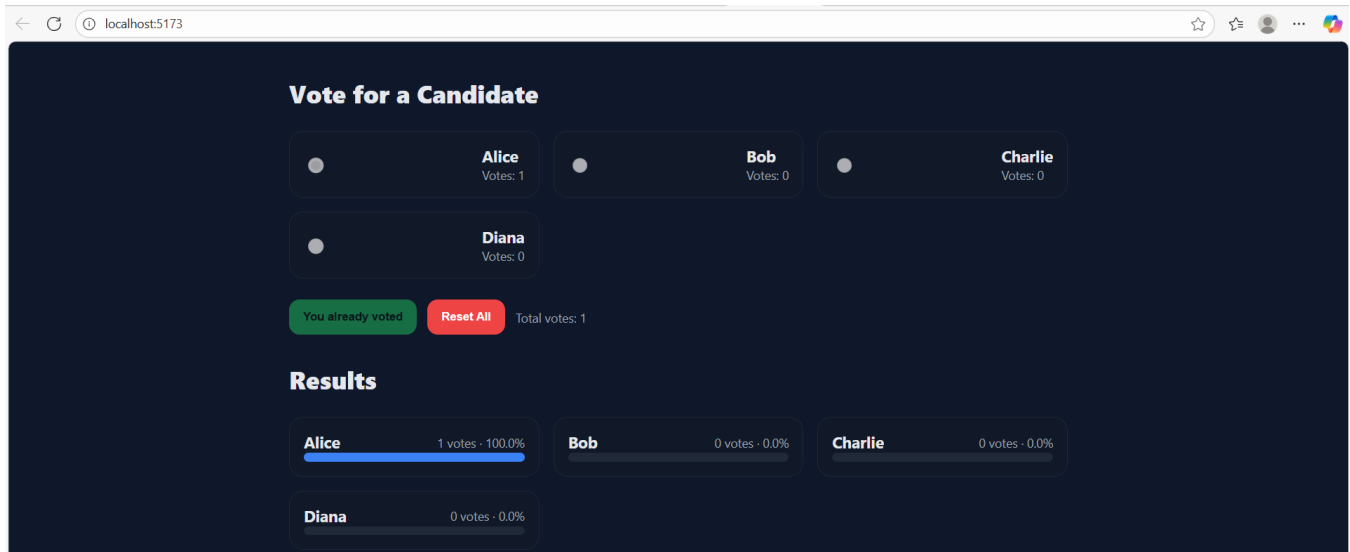 localhost:5173
Vote for a Candidate
Alice
Votes: 1
Bob
Votes: 0
Charlie
Votes: 0
Diana
Votes: 0
You already voted Reset All Total votes: 1
Results
Alice 1 votes · 100.0%
Bob 0 votes · 0.0%
Charlie 0 votes · 0.0%
Diana 0 votes · 0.0%